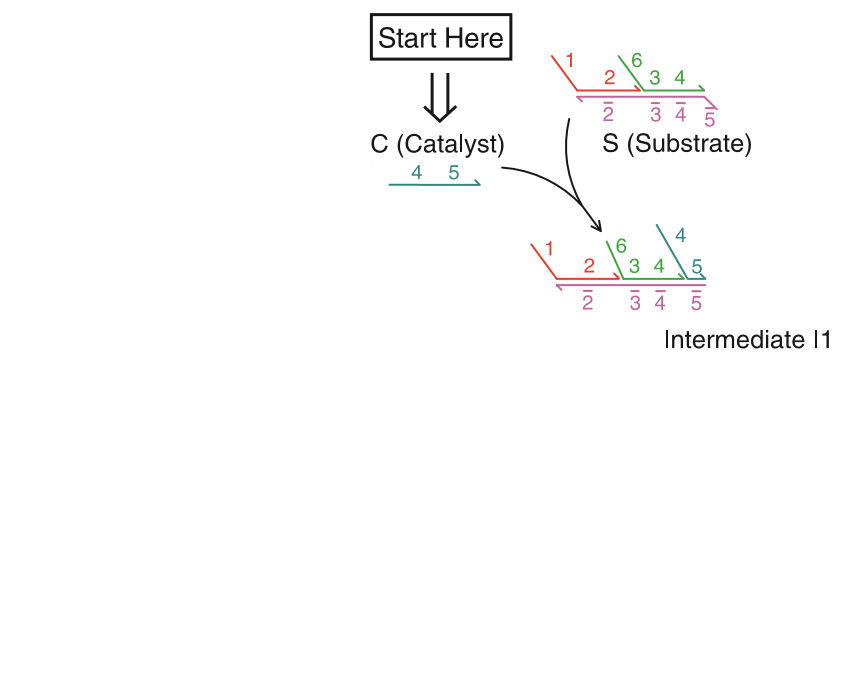 Start Here
1 6
2 3 4
2̅ 3̅ 4̅ 5̅
C (Catalyst) S (Substrate)
4 5
1 6 4
2 3 4 5
2̅ 3̅ 4̅ 5̅
Intermediate I1